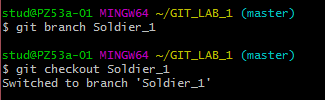 stud@PZ53a-01 MINGW64 ~/GIT_LAB_1 (master)
$ git branch Soldier_1
stud@PZ53a-01 MINGW64 ~/GIT_LAB_1 (master)
$ git checkout Soldier_1
Switched to branch 'Soldier_1'